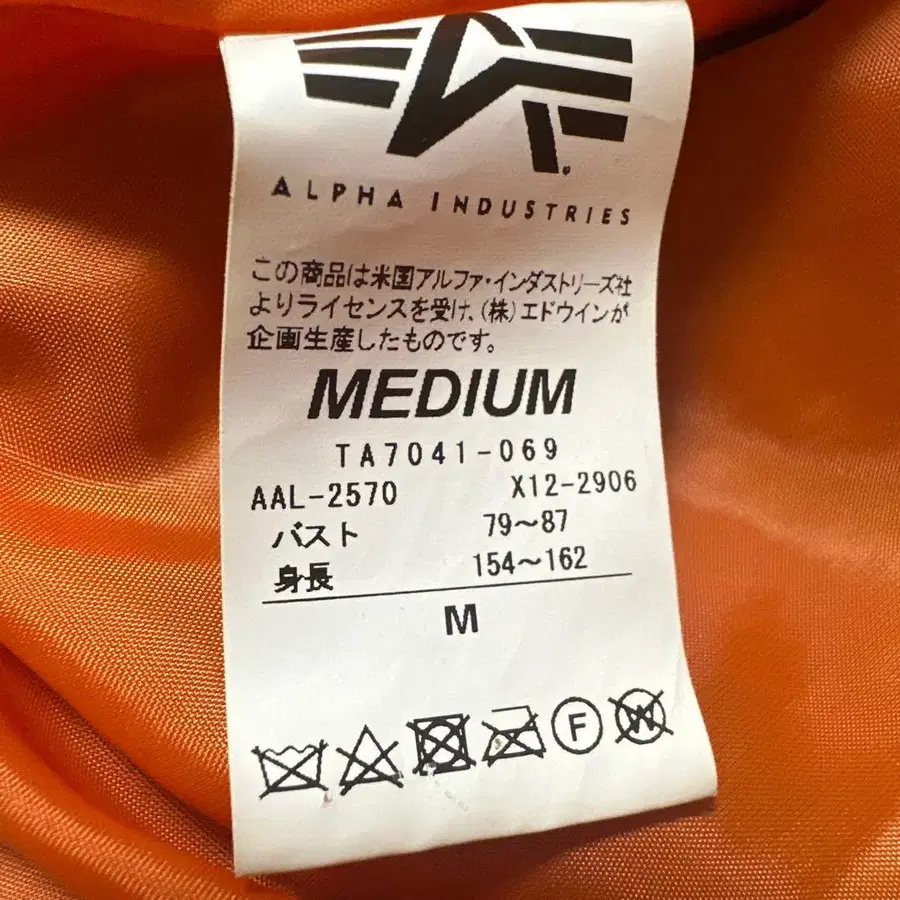 ALPHA INDUSTRIES
この商品は米国アルファ・インダストリーズ社
よりライセンスを受け、(株)エドウインが
企画生産したものです。
MEDIUM
TA7041-069
AAL-2570 X12-2906
バスト 79～87
身長 154～162
M
F W